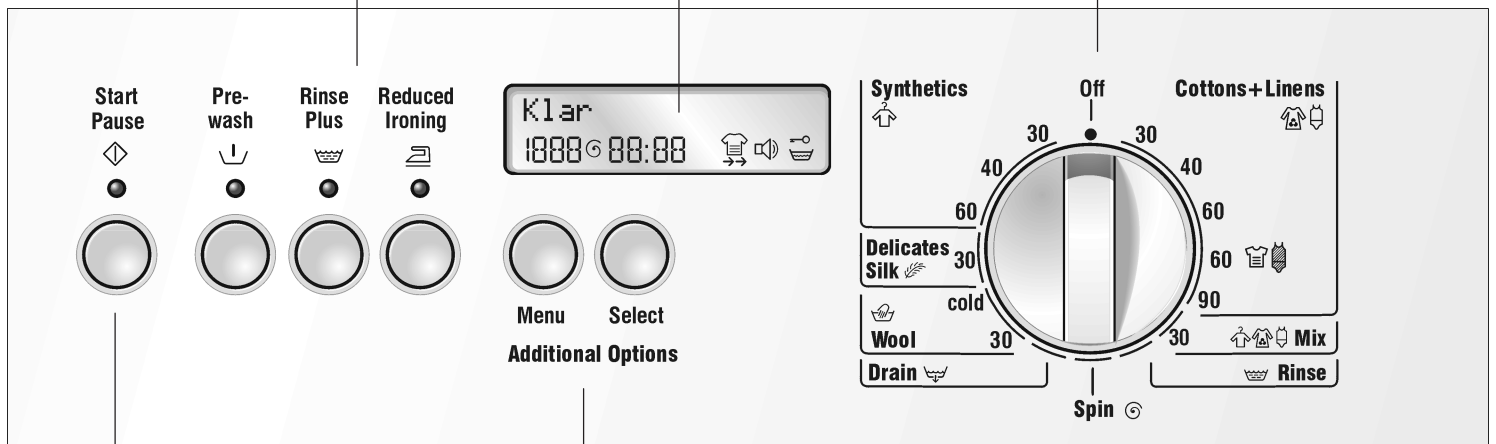 Start
Pause
Pre-
wash
Rinse
Plus
Reduced
Ironing
Klar
1888 88:88
Menu
Select
Additional Options
Synthetics
Off
Cottons+Linens
30
30
40
40
60
60
Delicates
Silk
30
60
cold
90
Wool
30
30
Mix
Drain
Rinse
Spin